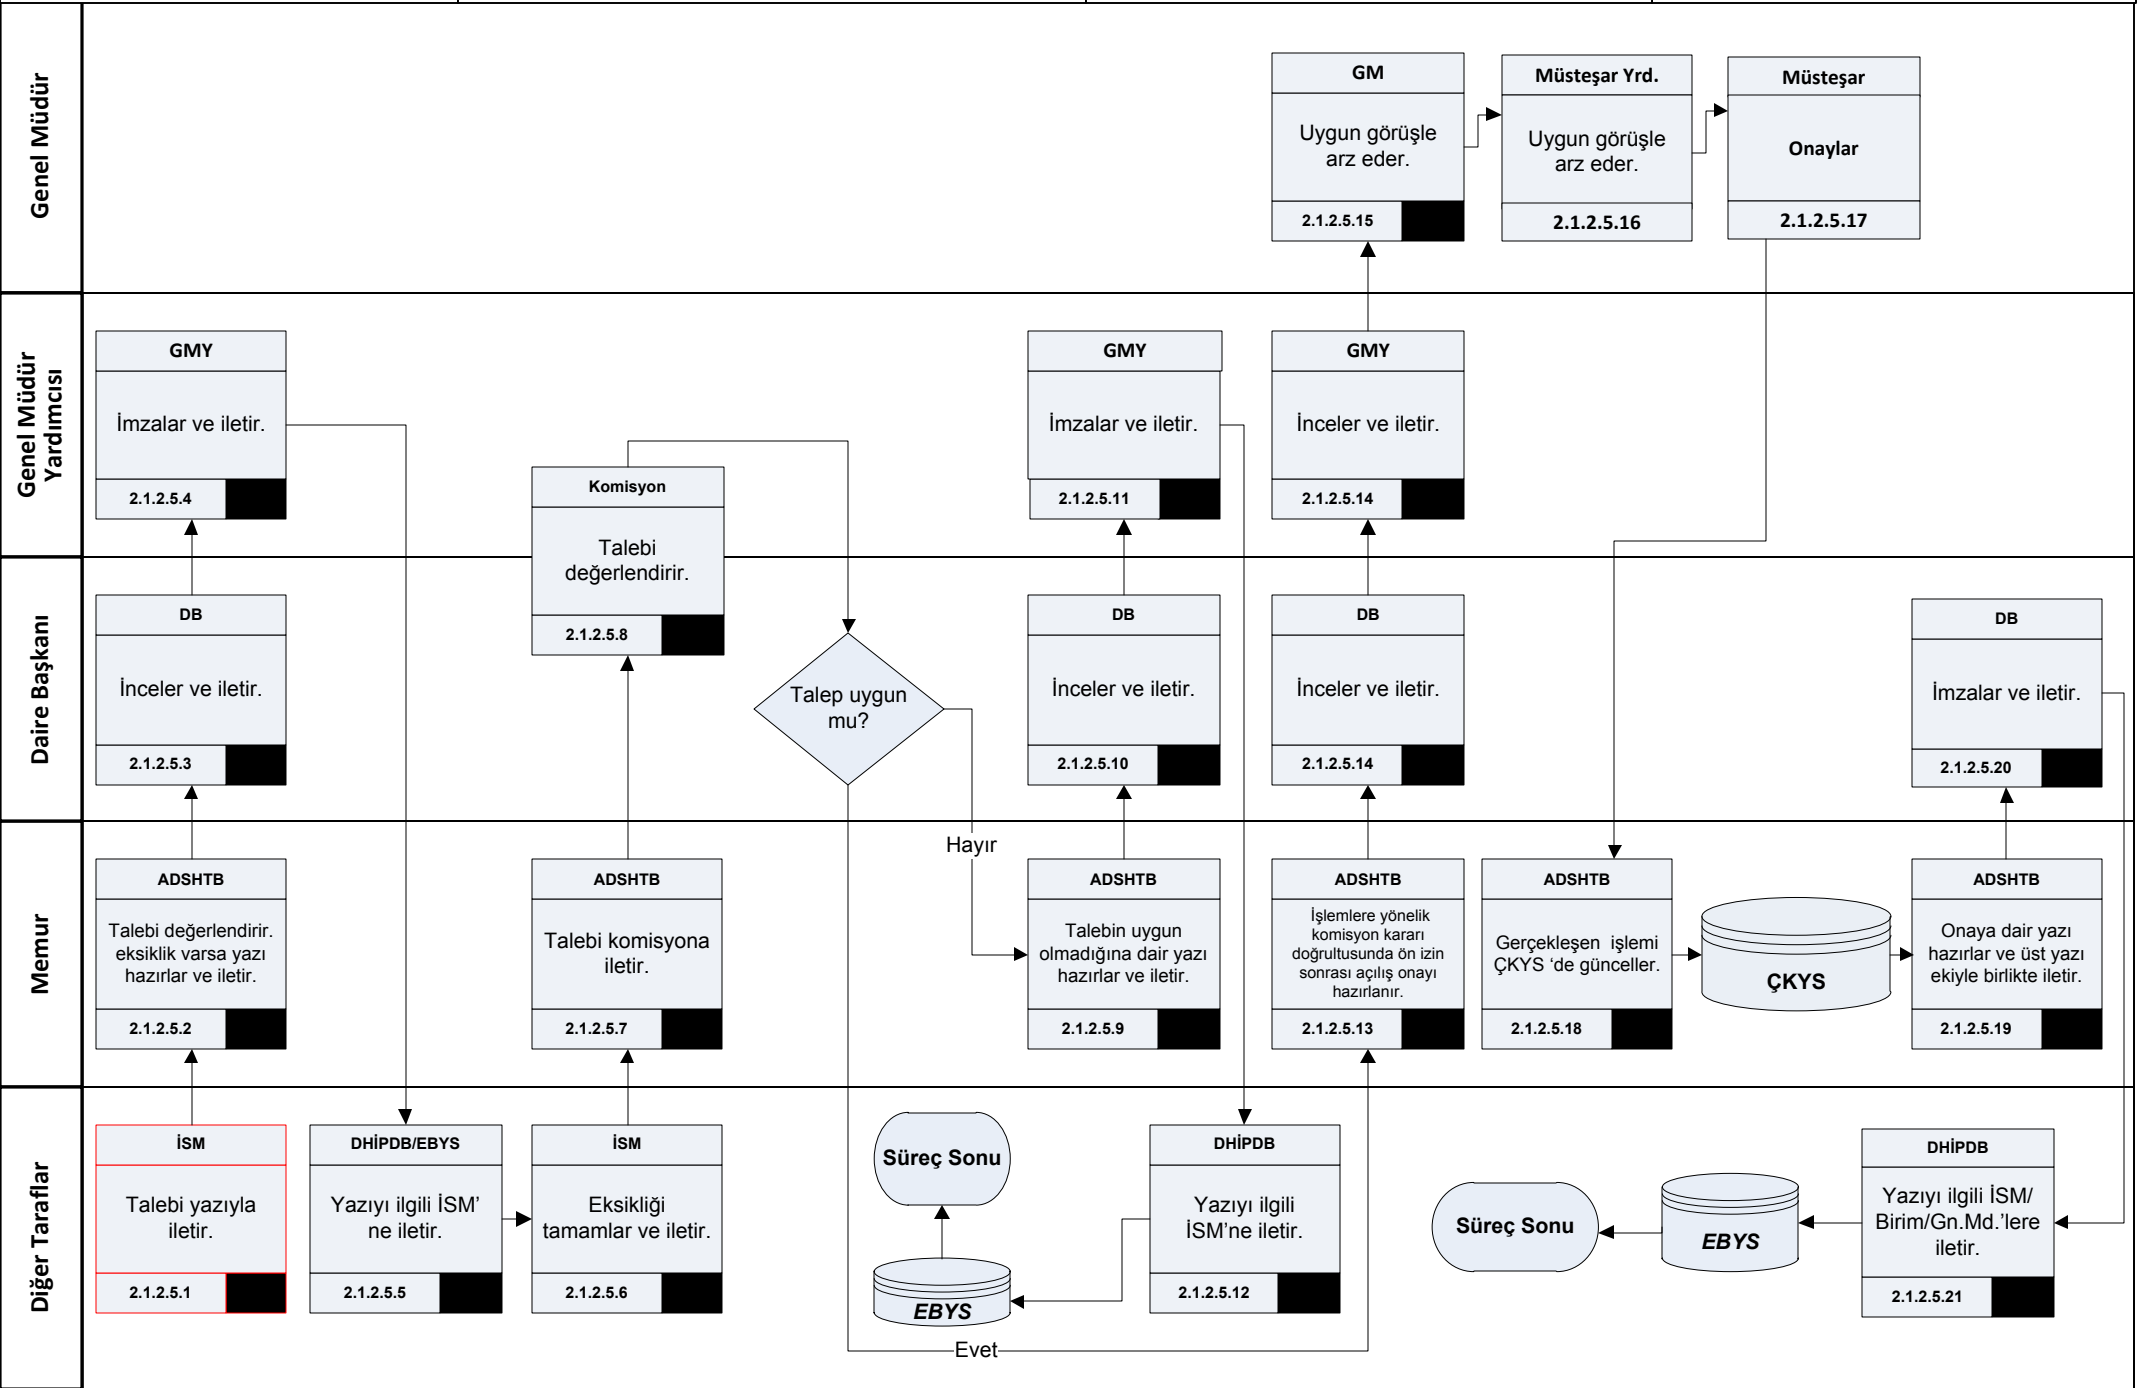 Genel Müdür
GM
Uygun görüşle
arz eder.
2.1.2.5.15
Müsteşar Yrd.
Uygun görüşle
arz eder.
2.1.2.5.16
Müsteşar
Onaylar
2.1.2.5.17
Genel Müdür
Yardımcısı
GMY
İmzalar ve iletir.
2.1.2.5.4
Komisyon
Talebi
değerlendirir.
2.1.2.5.8
GMY
İmzalar ve iletir.
2.1.2.5.11
GMY
İnceler ve iletir.
2.1.2.5.14
Daire Başkanı
DB
İnceler ve iletir.
2.1.2.5.3
Talep uygun
mu?
DB
İnceler ve iletir.
2.1.2.5.10
DB
İnceler ve iletir.
2.1.2.5.14
DB
İmzalar ve iletir.
2.1.2.5.20
Memur
ADSHTB
Talebi değerlendirir.
eksiklik varsa yazı
hazırlar ve iletir.
2.1.2.5.2
ADSHTB
Talebi komisyona
iletir.
2.1.2.5.7
Hayır
ADSHTB
Talebin uygun
olmadığına dair yazı
hazırlar ve iletir.
2.1.2.5.9
ADSHTB
İşlemlere yönelik
komisyon kararı
doğrultusunda ön izin
sonrası açılış onayı
hazırlanır.
2.1.2.5.13
ADSHTB
Gerçekleşen işlemi
ÇKYS ‘de günceller.
2.1.2.5.18
ÇKYS
ADSHTB
Onaya dair yazı
hazırlar ve üst yazı
ekiyle birlikte iletir.
2.1.2.5.19
Diğer Taraflar
İSM
Talebi yazıyla
iletir.
2.1.2.5.1
DHİPDB/EBYS
Yazıyı ilgili İSM’
ne iletir.
2.1.2.5.5
İSM
Eksikliği
tamamlar ve iletir.
2.1.2.5.6
Süreç Sonu
EBYS
DHİPDB
Yazıyı ilgili
İSM’ne iletir.
2.1.2.5.12
Evet
Süreç Sonu
EBYS
DHİPDB
Yazıyı ilgili İSM/
Birim/Gn.Md.’lere
iletir.
2.1.2.5.21